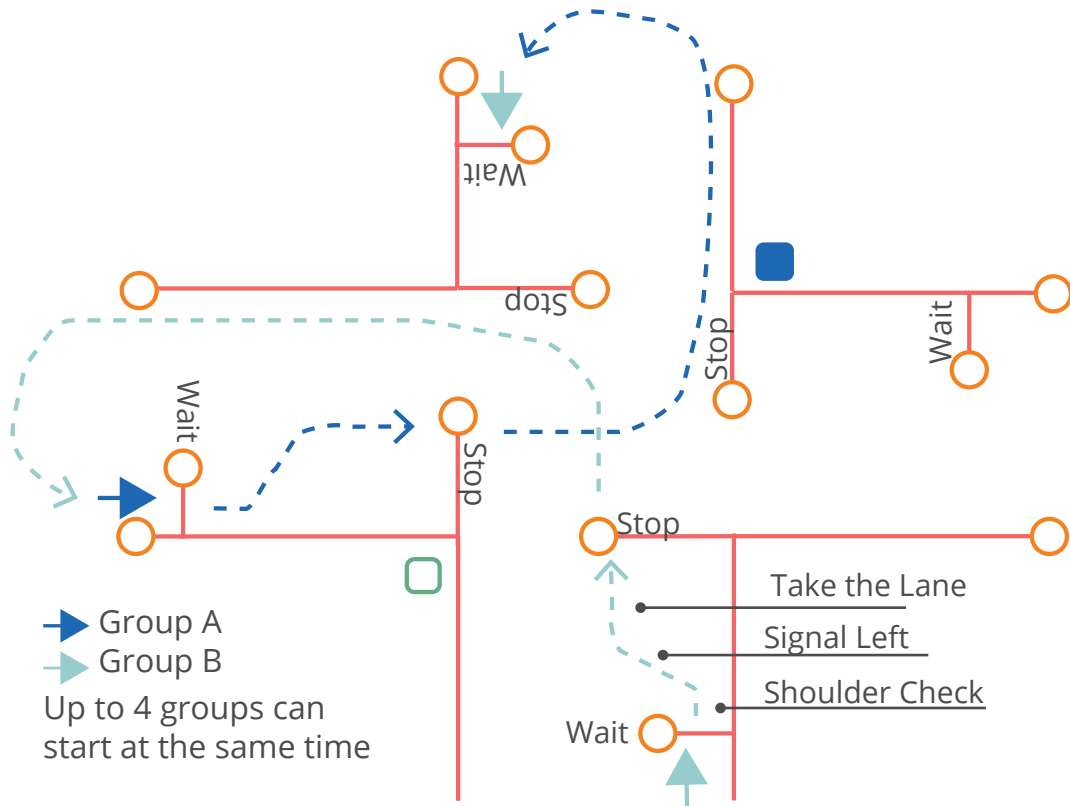 Wait
Stop
Stop
Wait
Wait
Stop
Stop
Take the Lane
Signal Left
Shoulder Check
Wait
Group A
Group B
Up to 4 groups can
start at the same time